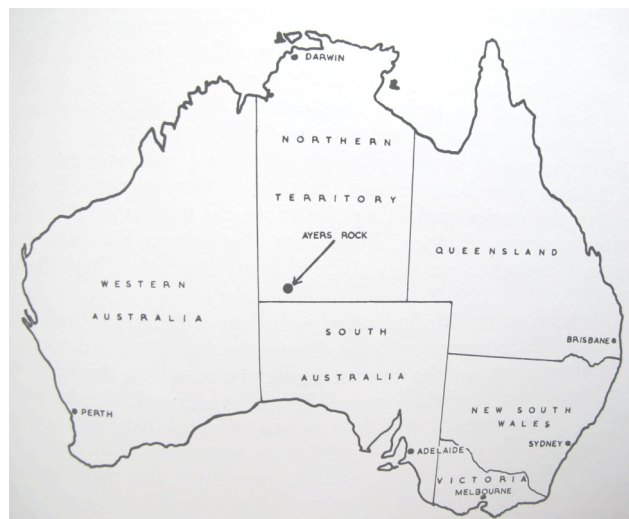 DARWIN
NORTHERN
TERRITORY
AYERS ROCK
QUEENSLAND
WESTERN
AUSTRALIA
SOUTH
AUSTRALIA
BRISBANE
PERTH
NEW SOUTH
WALES
SYDNEY
ADELAIDE
VICTORIA
MELBOURNE